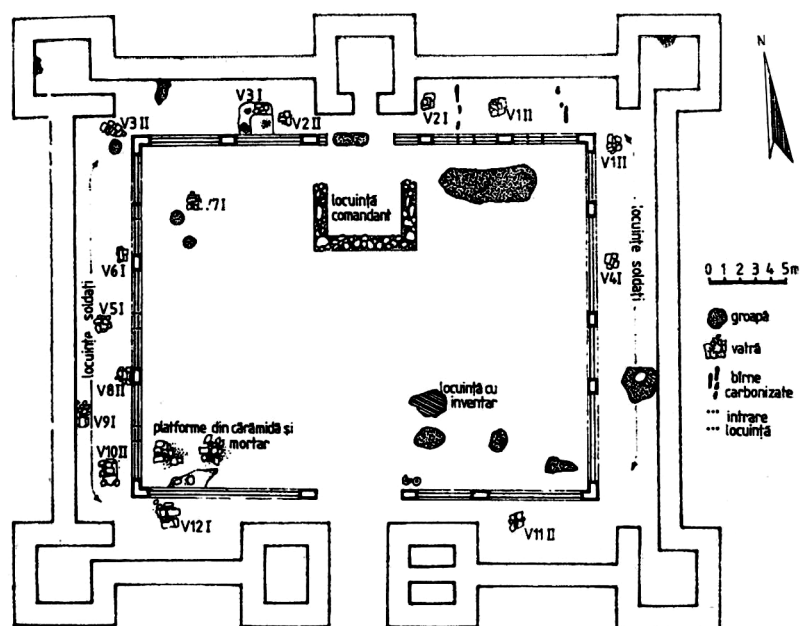 N
V3 I
V2 II
V2 I
V1 II
V3 II
V1 II
7 I
locuință
comandant
V6 I
V4 I
locuințe soldați
locuințe soldați
V5 I
0 1 2 3 4 5m
groapă
vatră
bîrne
carbonizate
intrare
locuință
V8 II
V9 I
locuință cu
inventar
platforme din cărămidă și
mortar
V10 II
V12 I
V11 II